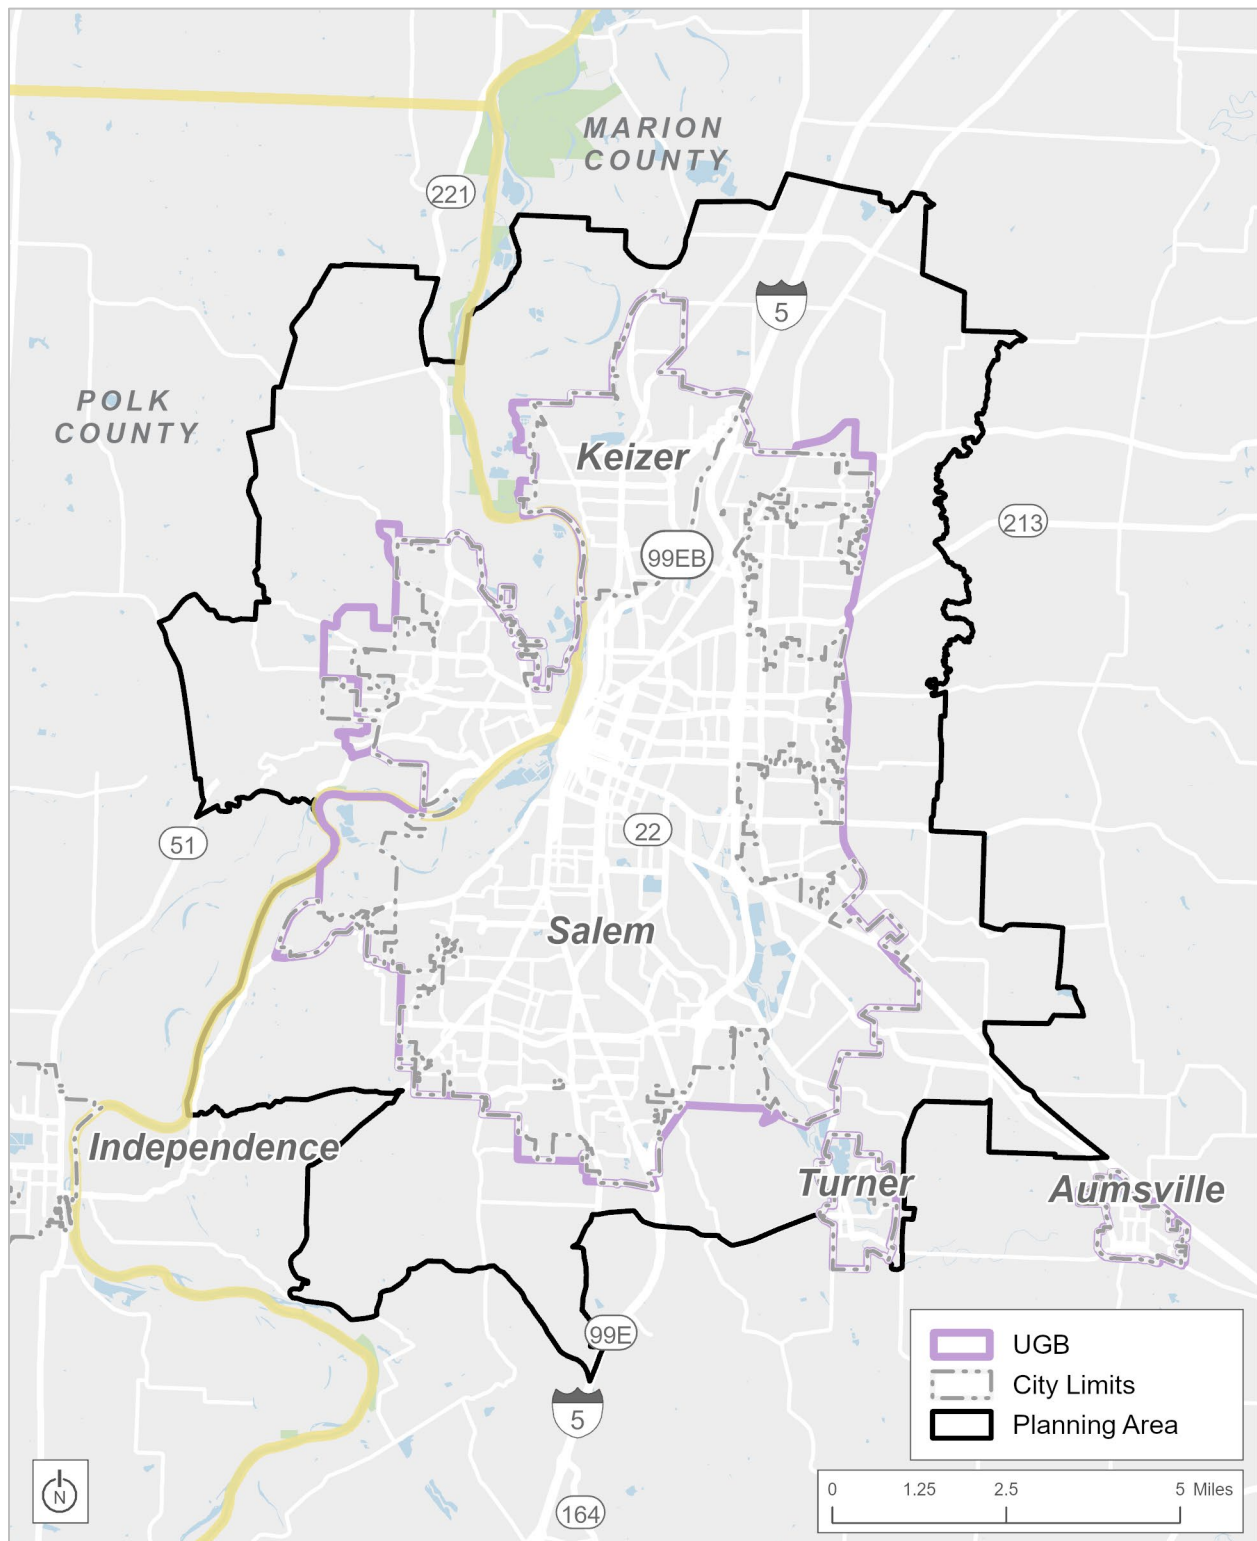 MARION
COUNTY
221
5
POLK
COUNTY
Keizer
213
99EB
51
22
Salem
Independence
Turner
Aumsville
99E
5
164
UGB
City Limits
Planning Area
0 1.25 2.5 5 Miles
N